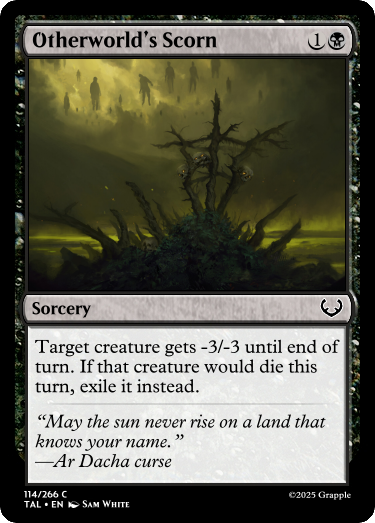 Otherworld's Scorn 1
Sorcery
Target creature gets -3/-3 until end of
turn. If that creature would die this
turn, exile it instead.
“May the sun never rise on a land that
knows your name.”
—Ar Dacha curse
114/266 C
TAL • EN Sam White
©2025 Grapple